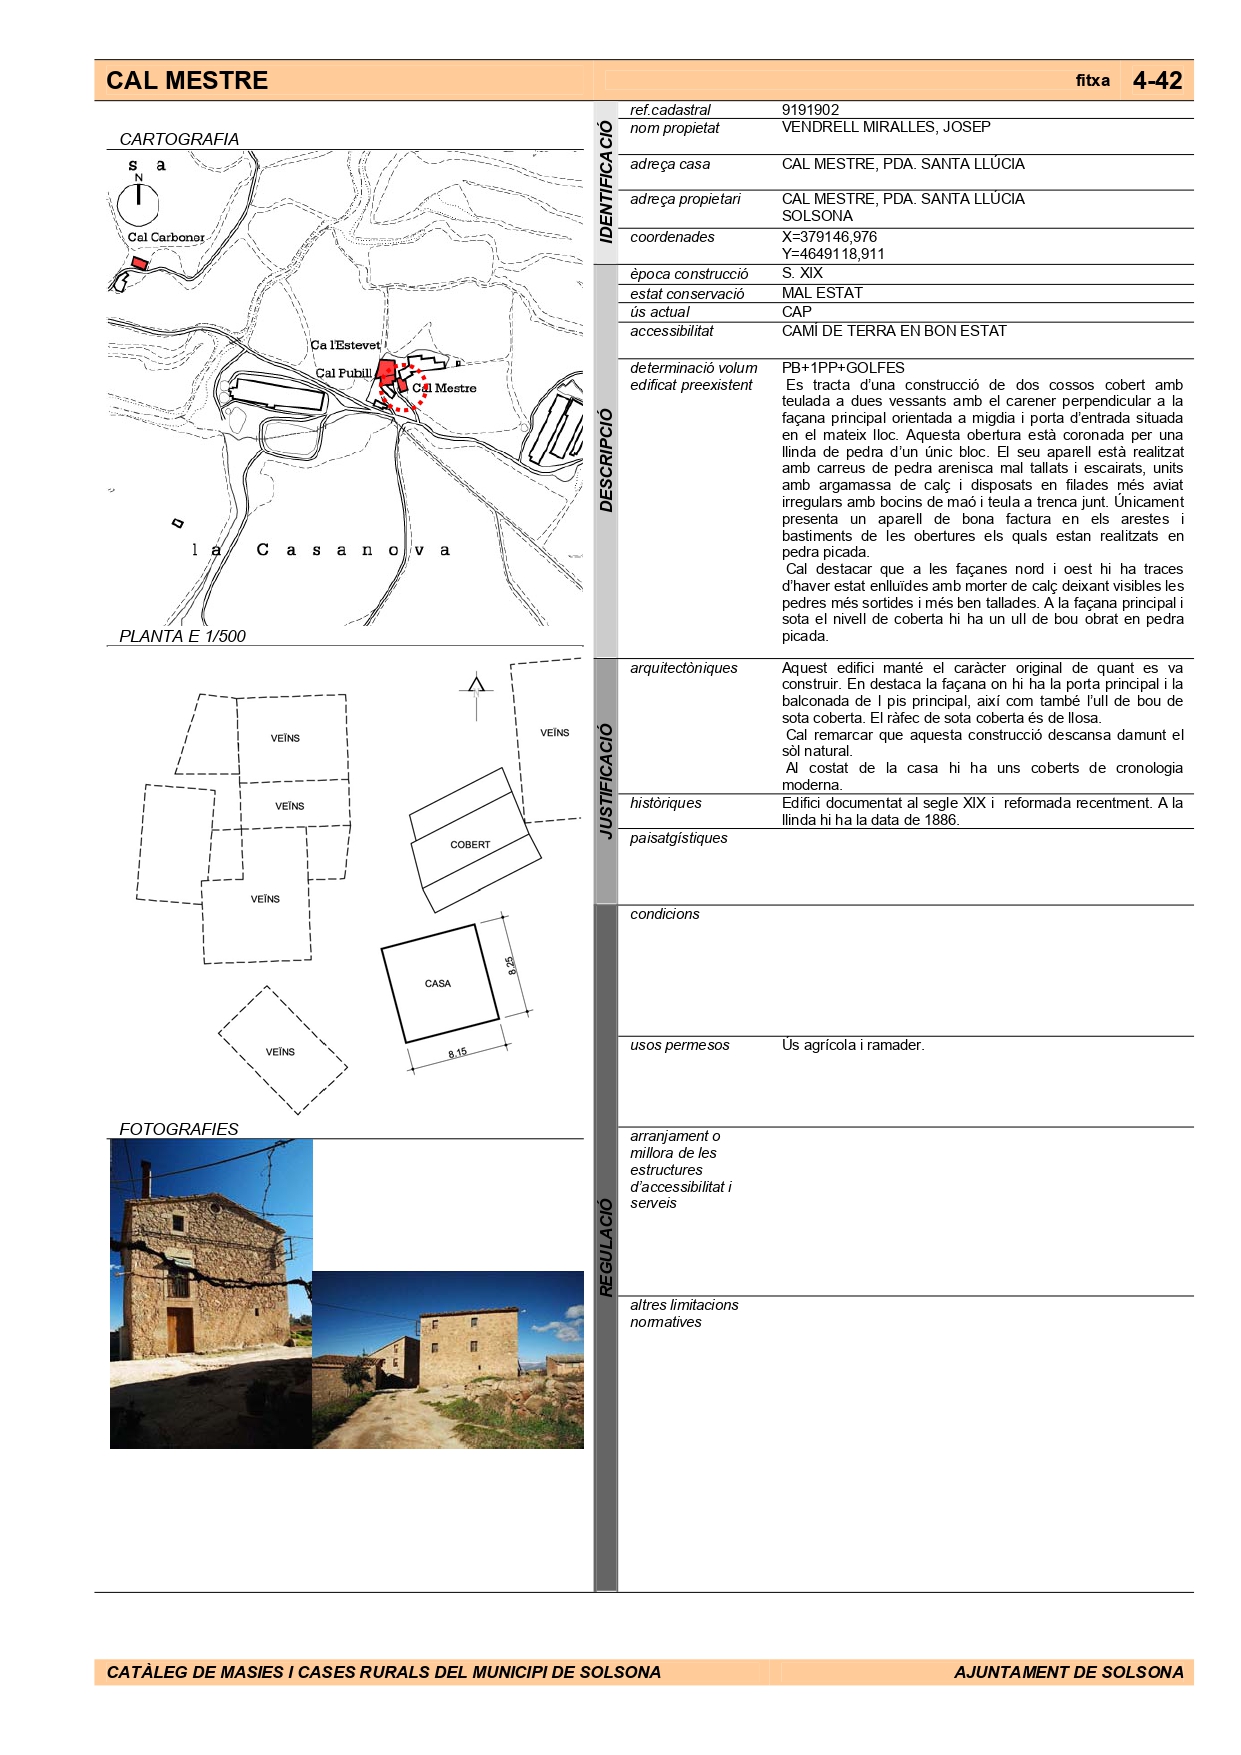 CAL MESTRE
fitxa 4-42
CARTOGRAFIA
s a
N
Cal Carboner
Ca l'Estevet
Cal Pubill
Cal Mestre
la Casanova
PLANTA E 1/500
VEÏNS
VEÏNS
VEÏNS
COBERT
VEÏNS
CASA
8.25
8.15
VEÏNS
FOTOGRAFIES
IDENTIFICACIÓ
ref.cadastral 9191902
nom propietat VENDRELL MIRALLES, JOSEP
adreça casa CAL MESTRE, PDA. SANTA LLÚCIA
adreça propietari CAL MESTRE, PDA. SANTA LLÚCIA
SOLSONA
coordenades X=379146,976
Y=4649118,911
DESCRIPCIÓ
època construcció S. XIX
estat conservació MAL ESTAT
ús actual CAP
accessibilitat CAMÍ DE TERRA EN BON ESTAT
determinació volum PB+1PP+GOLFES
edificat preexistent Es tracta d'una construcció de dos cossos cobert amb
teulada a dues vessants amb el carener perpendicular a la
façana principal orientada a migdia i porta d'entrada situada
en el mateix lloc. Aquesta obertura està coronada per una
llinda de pedra d'un únic bloc. El seu aparell està realitzat
amb carreus de pedra arenisca mal tallats i escairats, units
amb argamassa de calç i disposats en filades més aviat
irregulars amb bocins de maó i teula a trenca junt. Únicament
presenta un aparell de bona factura en els arestes i
bastiments de les obertures els quals estan realitzats en
pedra picada.
Cal destacar que a les façanes nord i oest hi ha traces
d'haver estat enlluïdes amb morter de calç deixant visibles les
pedres més sortides i més ben tallades. A la façana principal i
sota el nivell de coberta hi ha un ull de bou obrat en pedra
picada.
JUSTIFICACIÓ
arquitectòniques Aquest edifici manté el caràcter original de quant es va
construir. En destaca la façana on hi ha la porta principal i la
balconada de l pis principal, així com també l'ull de bou de
sota coberta. El ràfec de sota coberta és de llosa.
Cal remarcar que aquesta construcció descansa damunt el
sòl natural.
Al costat de la casa hi ha uns coberts de cronologia
moderna.
històriques Edifici documentat al segle XIX i reformada recentment. A la
llinda hi ha la data de 1886.
paisatgístiques
REGULACIÓ
condicions
usos permesos Ús agrícola i ramader.
arranjament o
millora de les
estructures
d'accessibilitat i
serveis
altres limitacions
normatives
CATÀLEG DE MASIES I CASES RURALS DEL MUNICIPI DE SOLSONA
AJUNTAMENT DE SOLSONA